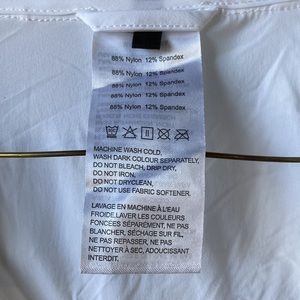 88% Nylon 12% Spandex
88% Nylon 12% Spandex
88% Nylon 12% Spandex
88% Nylon 12% Spandex
88% Nylon 12% Spandex
MACHINE WASH COLD.
WASH DARK COLOUR SEPARATELY,
DO NOT BLEACH, DRIP DRY,
DO NOT IRON,
DO NOT DRYCLEAN,
DO NOT USE FABRIC SOFTENER.
LAVAGE EN MACHINE À L'EAU
FROIDE.LAVER LES COULEURS
FONCÉES SÉPARÉMENT, NE PAS
BLANCHER, SÉCHAGE SUR FIL,
NE PAS REPASSER, NE PAS
NETTOYER À SEC, ADOUCISSANT
INTERDIT.